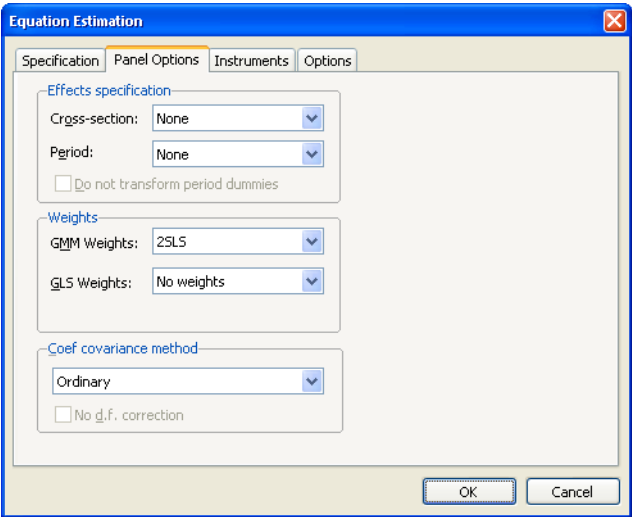 Equation Estimation
Specification Panel Options Instruments Options
Effects specification
Cross-section: None
Period: None
Do not transform period dummies
Weights
GMM Weights: 2SLS
GLS Weights: No weights
Coef covariance method
Ordinary
No d.f. correction
OK Cancel